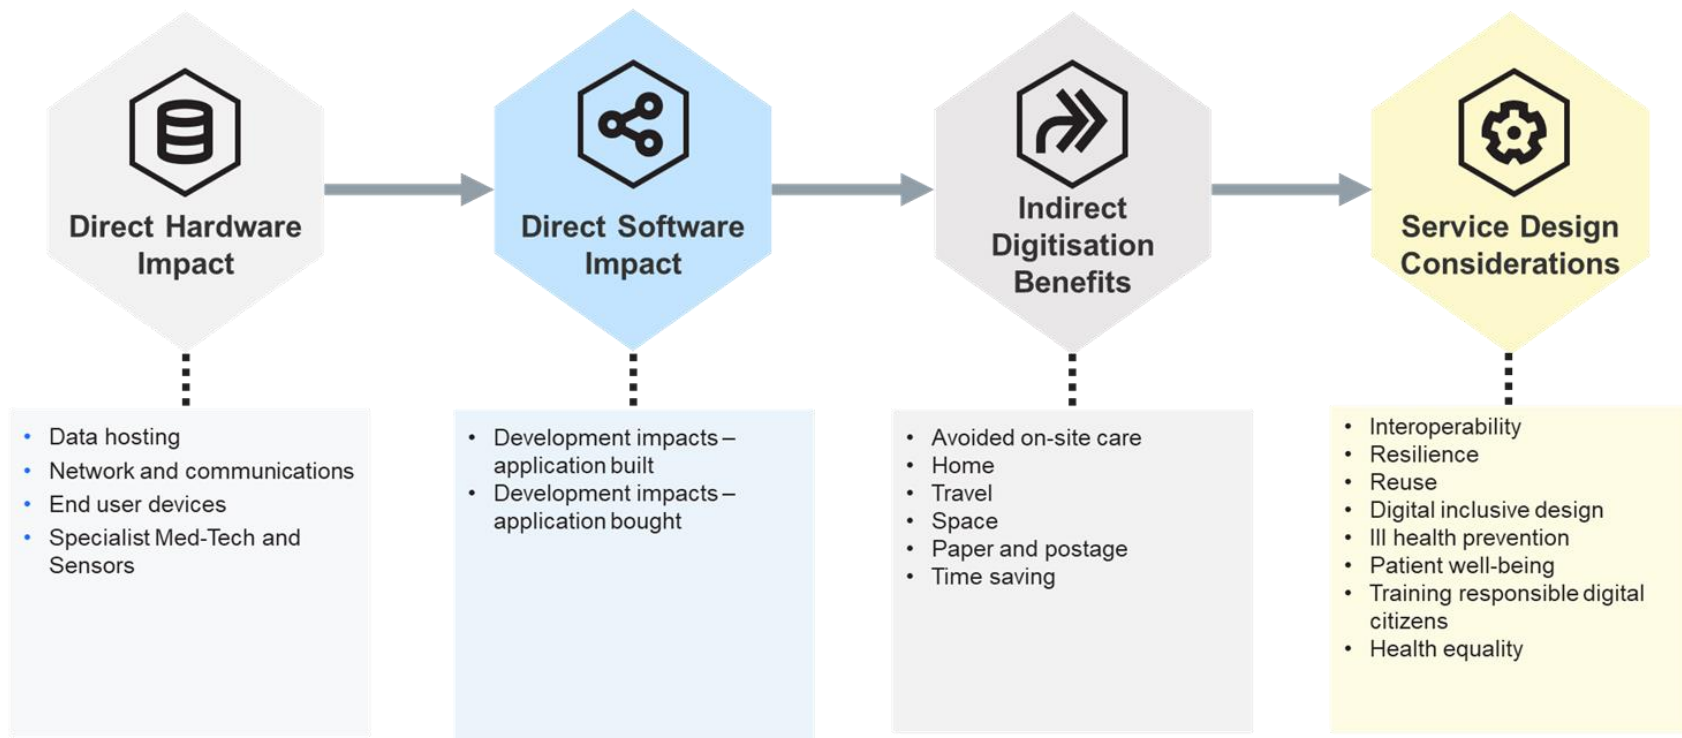 Direct Hardware
Impact
Direct Software
Impact
Indirect
Digitisation
Benefits
Service Design
Considerations
• Data hosting
• Network and communications
• End user devices
• Specialist Med-Tech and
Sensors
• Development impacts –
application built
• Development impacts –
application bought
• Avoided on-site care
• Home
• Travel
• Space
• Paper and postage
• Time saving
• Interoperability
• Resilience
• Reuse
• Digital inclusive design
• Ill health prevention
• Patient well-being
• Training responsible digital
citizens
• Health equality